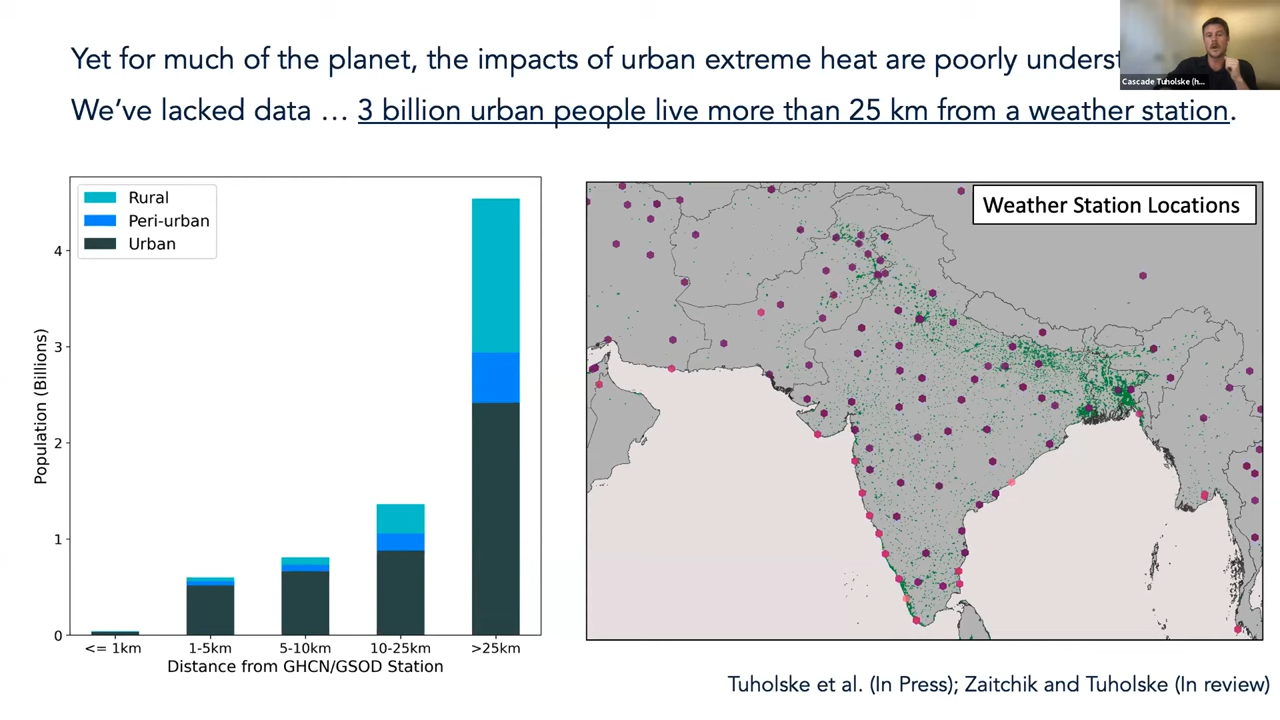 Yet for much of the planet, the impacts of urban extreme heat are poorly underst
We've lacked data … 3 billion urban people live more than 25 km from a weather station.
Cascade Tuholske (h...
Rural
Peri-urban
Urban
4
3
2
1
0
Population (Billions)
<= 1km 1-5km 5-10km 10-25km >25km
Distance from GHCN/GSOD Station
Weather Station Locations
Tuholske et al. (In Press); Zaitchik and Tuholske (In review)